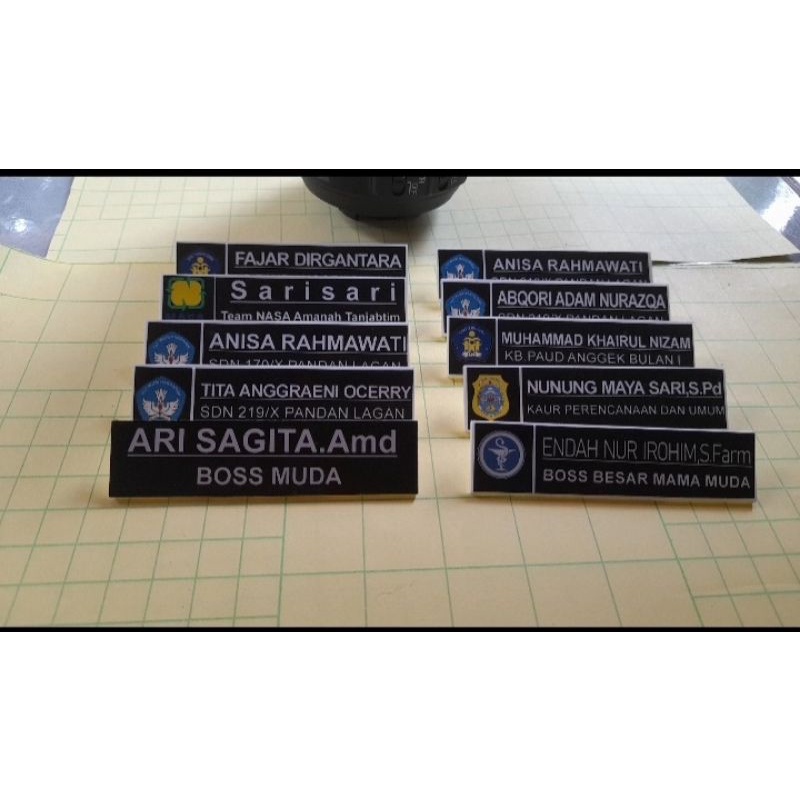 FAJAR DIRGANTARA
Sarisari
Team NASA Amanah Tanjabtim
ANISA RAHMAWATI
SDN 170/X PANDAN LAGAN
TITA ANGGRAENI OCERRY
SDN 219/X PANDAN LAGAN
ARI SAGITA.Amd
BOSS MUDA
ANISA RAHMAWATI
ABQORI ADAM NURAZQA
MUHAMMAD KHAIRUL NIZAM
KB.PAUD ANGGEK BULAN I
NUNUNG MAYA SARI,S.Pd
KAUR PERENCANAAN DAN UMUM
ENDAH NUR IROHIM,S.Farm
BOSS BESAR MAMA MUDA